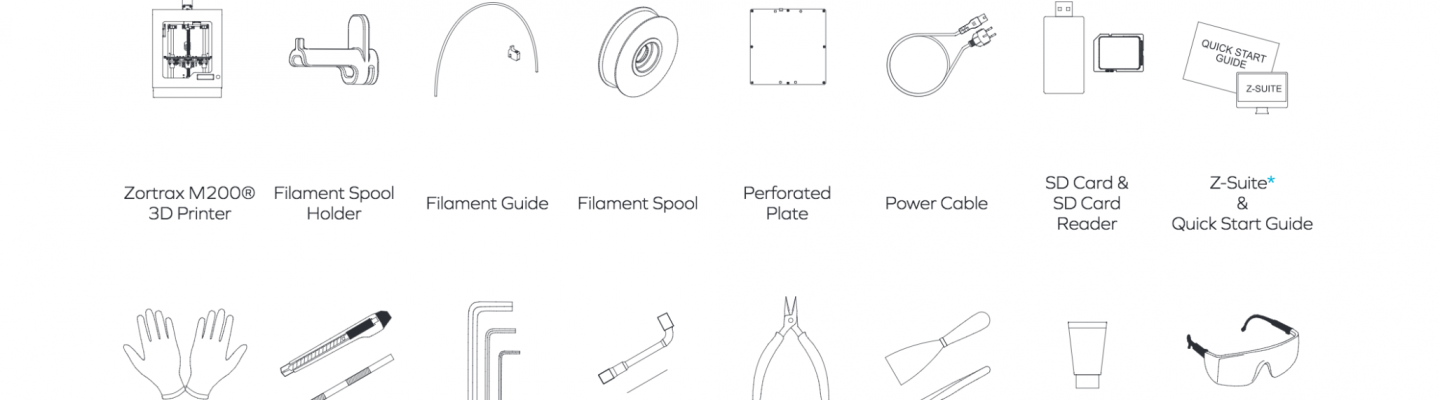 QUICK START
GUIDE
Z-SUITE
Zortrax M200®
3D Printer
Filament Spool
Holder
Filament Guide
Filament Spool
Perforated
Plate
Power Cable
SD Card &
SD Card
Reader
Z-Suite*
&
Quick Start Guide